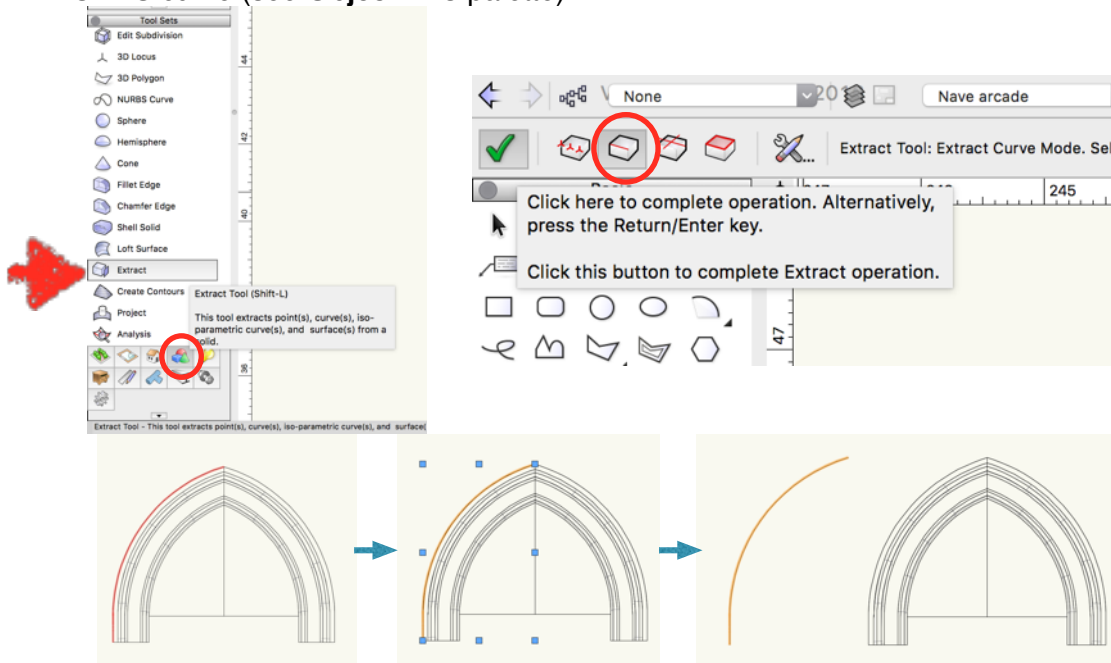 Tool Sets
Edit Subdivision
3D Locus
3D Polygon
NURBS Curve
Sphere
Hemisphere
Cone
Fillet Edge
Chamfer Edge
Shell Solid
Loft Surface
Extract
Create Contours
Project
Analysis
Extract Tool (Shift-L)
This tool extracts point(s), curve(s), iso-
parametric curve(s), and surface(s) from a
solid.
44
42
40
36
Extract Tool - This tool extracts point(s), curve(s), iso-parametric curve(s), and surface(
None
Nave arcade
Extract Tool: Extract Curve Mode. Sel
245
Click here to complete operation. Alternatively,
press the Return/Enter key.
Click this button to complete Extract operation.
47